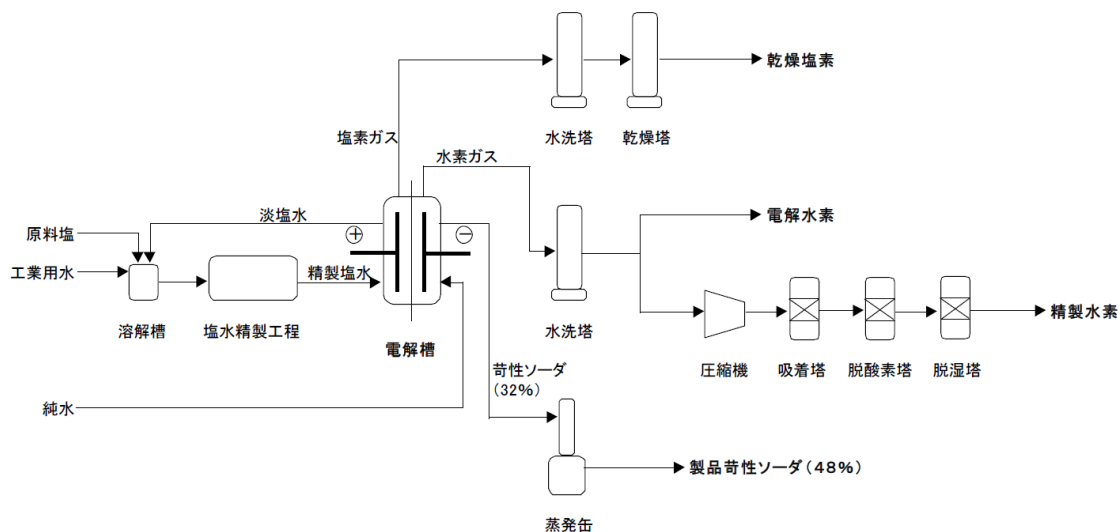 乾燥塩素
水洗塔
乾燥塔
塩素ガス
水素ガス
淡塩水
原料塩
工業用水
溶解槽
塩水精製工程
精製塩水
⊕
⊖
電解槽
純水
苛性ソーダ
(32%)
水洗塔
電解水素
圧縮機
吸着塔
脱酸素塔
脱湿塔
精製水素
製品苛性ソーダ(48%)
蒸発缶